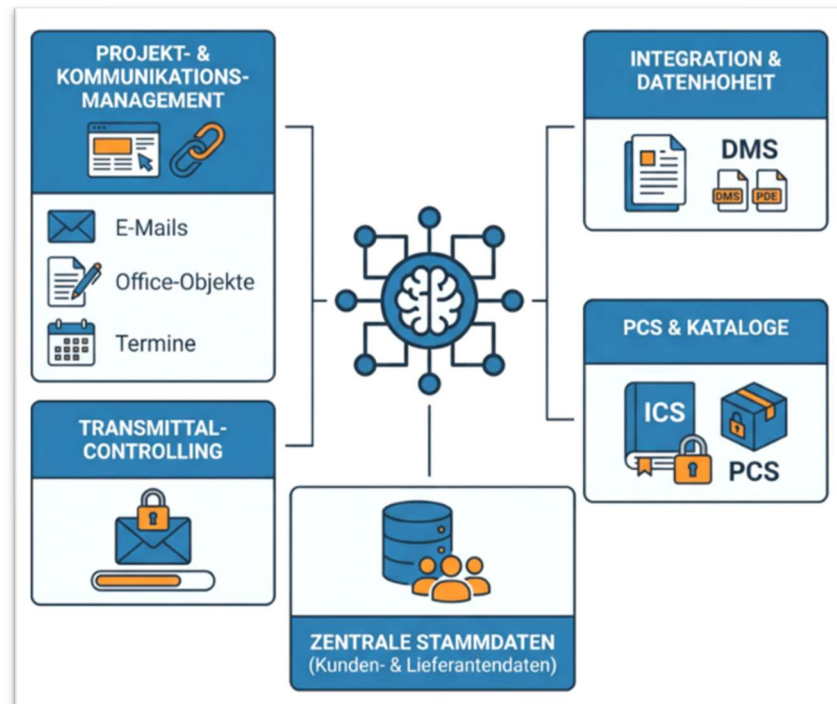 PROJEKT- &
KOMMUNIKATIONS-
MANAGEMENT
E-Mails
Office-Objekte
Termine
TRANSMITTAL-
CONTROLLING
INTEGRATION &
DATENHOHEIT
DMS
DMS
PDE
PCS & KATALOGE
ICS
PCS
ZENTRALE STAMMDATEN
(Kunden- & Lieferantendaten)